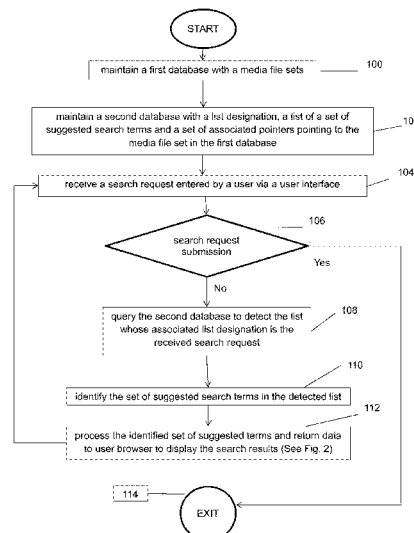 START
maintain a first database with a media file sets
100
maintain a second database with a list designation, a list of a set of
suggested search terms and a set of associated pointers pointing to the
media file set in the first database
10
receive a search request entered by a user via a user interface
104
106
search request
submission
Yes
No
query the second database to detect the list
whose associated list designation is the
received search request
108
110
identify the set of suggested search terms in the detected list
112
process the identified set of suggested terms and return data
to user browser to display the search results (See Fig. 2)
114
EXIT